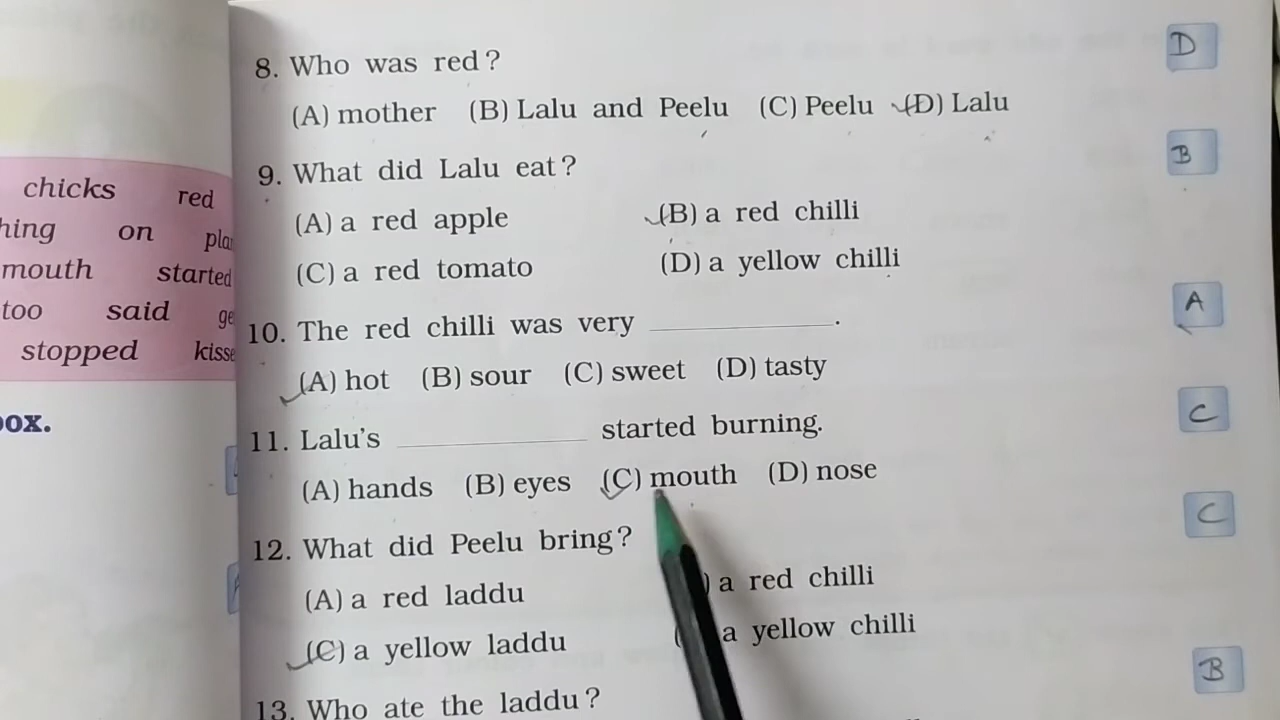 chicks red
on
mouth started
too said
stopped
8. Who was red? D
(A) mother (B) Lalu and Peelu (C) Peelu (D) Lalu
9. What did Lalu eat? B
(A) a red apple (B) a red chilli
(C) a red tomato (D) a yellow chilli
10. The red chilli was very ________. A
(A) hot (B) sour (C) sweet (D) tasty
11. Lalu's ________ started burning. C
(A) hands (B) eyes (C) mouth (D) nose
12. What did Peelu bring? C
(A) a red laddu ) a red chilli
(C) a yellow laddu ( a yellow chilli
13. Who ate the laddu? B